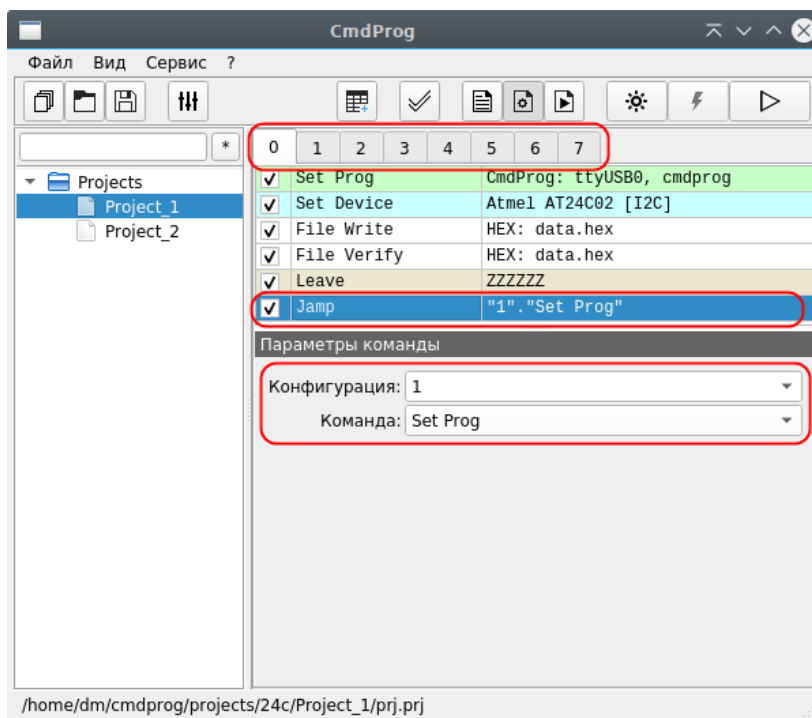 CmdProg
Файл Вид Сервис ?
*
0 1 2 3 4 5 6 7
Projects
Project_1
Project_2
Set Prog CmdProg: ttyUSB0, cmdprog
Set Device Atmel AT24C02 [I2C]
File Write HEX: data.hex
File Verify HEX: data.hex
Leave ZZZZZZ
Jamp "1"."Set Prog"
Параметры команды
Конфигурация: 1
Команда: Set Prog
/home/dm/cmdprog/projects/24c/Project_1/prj.prj